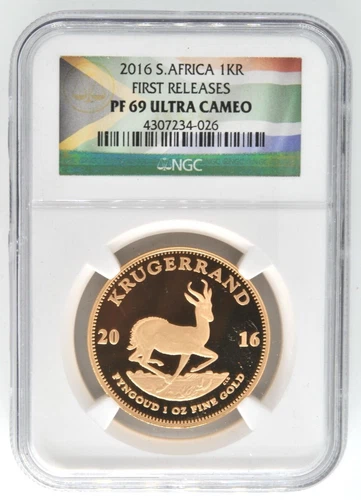 2016 S.AFRICA 1KR
FIRST RELEASES
PF 69 ULTRA CAMEO
4307234-026
NGC
KRUGERRAND
20 16
FYNGOUD 1 OZ FINE GOLD